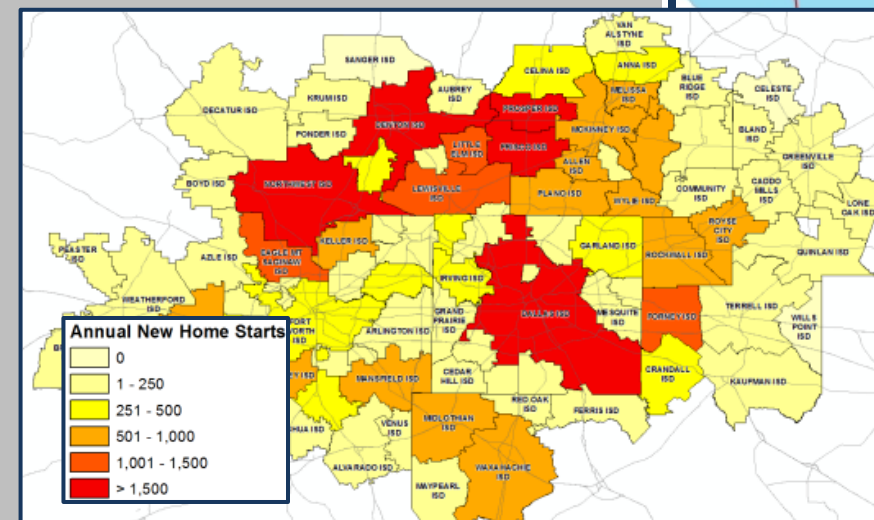 VAN
ALSTYNE
ISD
SANGER ISD
CELINA ISD
ANNA ISD
BLUE
RIDGE
ISD
DECATUR ISD
KRUM ISD
AUBREY
ISD
MELISSA
ISD
CELESTE
ISD
PROSPER ISD
PONDER ISD
DENTON ISD
MCKINNEY ISD
BLAND
ISD
LITTLE
ELM ISD
FRISCO ISD
GREENVILLE
ISD
ALLEN
ISD
BOYD ISD
NORTHWEST ISD
LEWISVILLE
ISD
PLANO ISD
WYLIE ISD
COMMUNITY
ISD
CADDO
MILLS
ISD
LONE
OAK ISD
ROYSE
CITY
ISD
PEASTER
ISD
AZLE ISD
EAGLE MT
SAGINAW
ISD
KELLER ISD
GARLAND ISD
ROCKWALL ISD
QUINLAN ISD
IRVING ISD
WEATHERFORD
ISD
ARLINGTON ISD
GRAND
PRAIRIE
ISD
DALLAS ISD
MESQUITE
ISD
FORNEY ISD
TERRELL ISD
WILLS
POINT
ISD
FORT
WORTH
ISD
Annual New Home Starts
0
1 - 250
251 - 500
501 - 1,000
1,001 - 1,500
> 1,500
MANSFIELD ISD
CEDAR
HILL ISD
CRANDALL
ISD
KAUFMAN ISD
RED OAK
ISD
FERRIS ISD
VENUS
ISD
MIDLOTHIAN
ISD
ALVARADO ISD
WAXAHACHIE
ISD
MAYPEARL
ISD